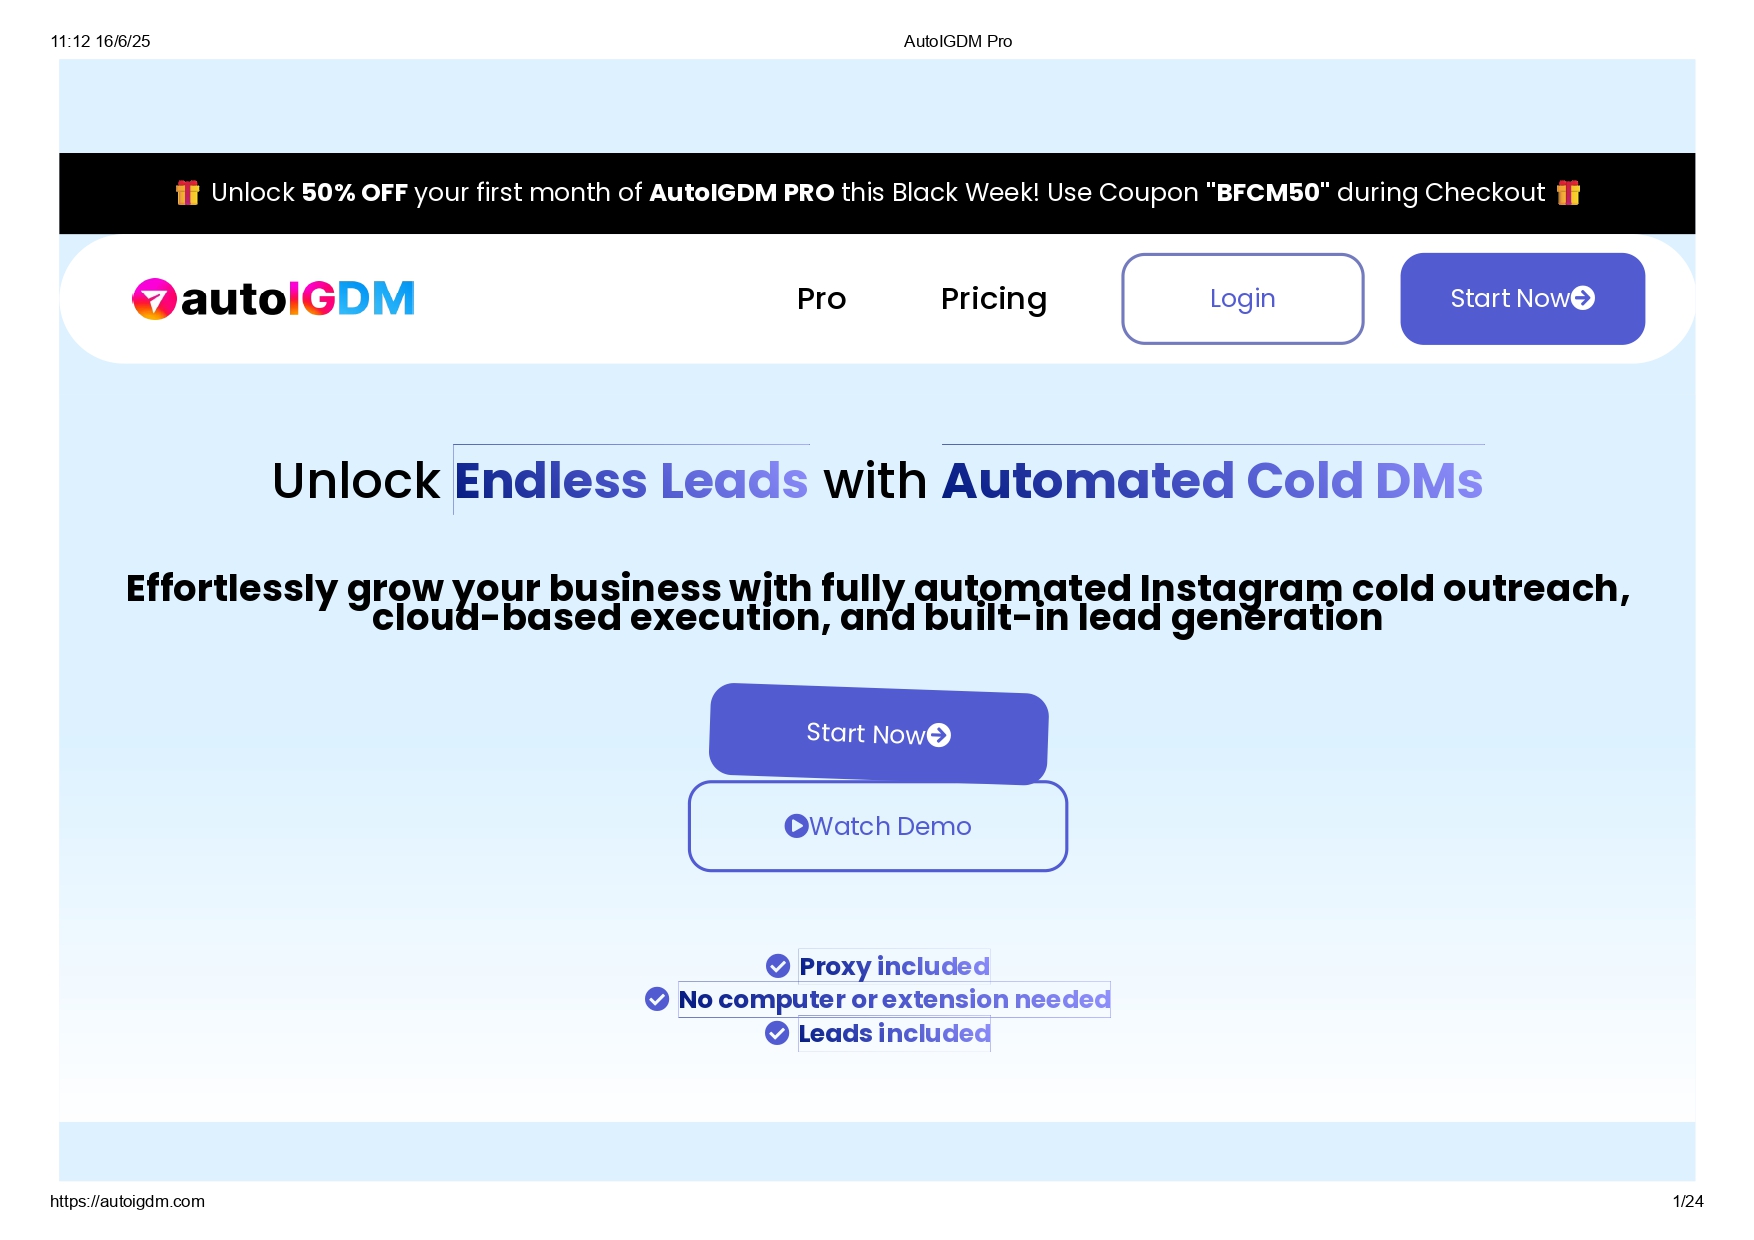 11:12 16/6/25
AutoIGDM Pro
🎁 Unlock 50% OFF your first month of AutoIGDM PRO this Black Week! Use Coupon "BFCM50" during Checkout 🎁
autoIGDM
Pro
Pricing
Login
Start Now
Unlock Endless Leads with Automated Cold DMs
Effortlessly grow your business with fully automated Instagram cold outreach,
cloud-based execution, and built-in lead generation
Start Now
Watch Demo
Proxy included
No computer or extension needed
Leads included
https://autoigdm.com
1/24